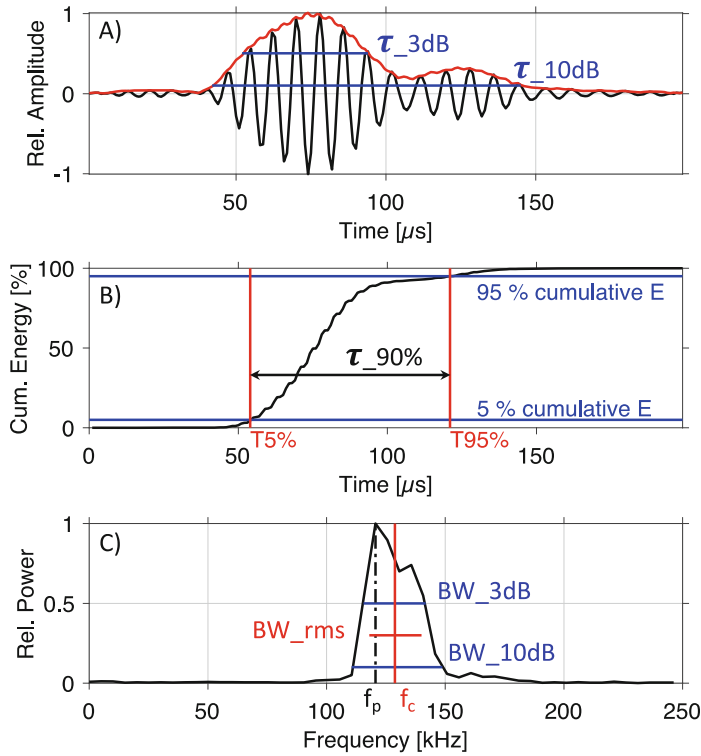 A)
τ_3dB
τ_10dB
Rel. Amplitude
1
0
-1
50
100
150
Time [µs]
B)
Cum. Energy [%]
100
50
0
95 % cumulative E
τ_90%
5 % cumulative E
T5%
T95%
0
50
100
150
Time [µs]
C)
Rel. Power
1
0.5
0
BW_3dB
BW_rms
BW_10dB
0
50
100
150
200
250
fp
fc
Frequency [kHz]